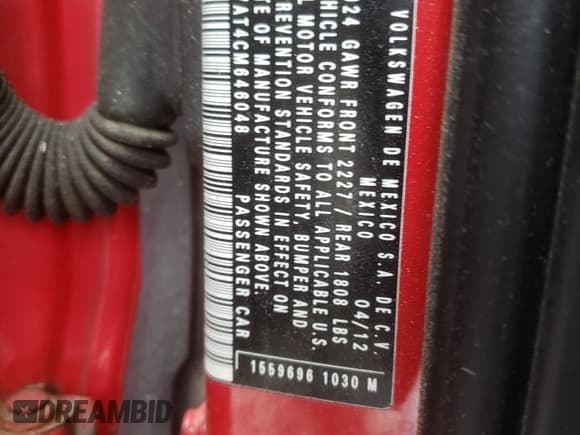 VOLKSWAGEN DE MEXICO S.A. DE C.V.
MEXICO 04/12
024 GAWR FRONT 2227 / REAR 1808 LBS
HICLE CONFORMS TO ALL APPLICABLE U.S.
L MOTOR VEHICLE SAFETY, BUMPER AND
REVENTION STANDARDS IN EFFECT ON
TE OF MANUFACTURE SHOWN ABOVE:
AT4CM646048 PASSENGER CAR
1559696 1030 M
DREAMBID